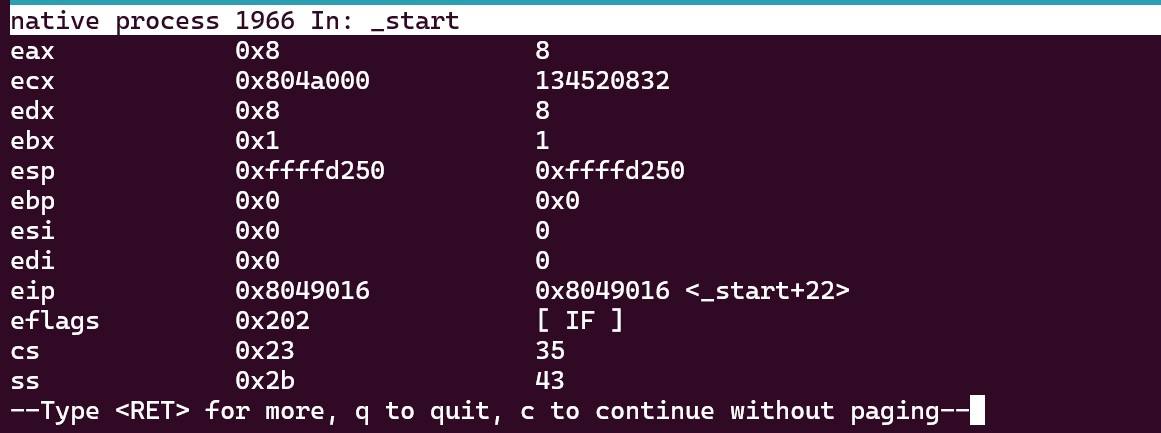 native process 1966 In: _start
eax 0x8 8
ecx 0x804a000 134520832
edx 0x8 8
ebx 0x1 1
esp 0xffffd250 0xffffd250
ebp 0x0 0x0
esi 0x0 0
edi 0x0 0
eip 0x8049016 0x8049016 <_start+22>
eflags 0x202 [ IF ]
cs 0x23 35
ss 0x2b 43
--Type <RET> for more, q to quit, c to continue without paging--